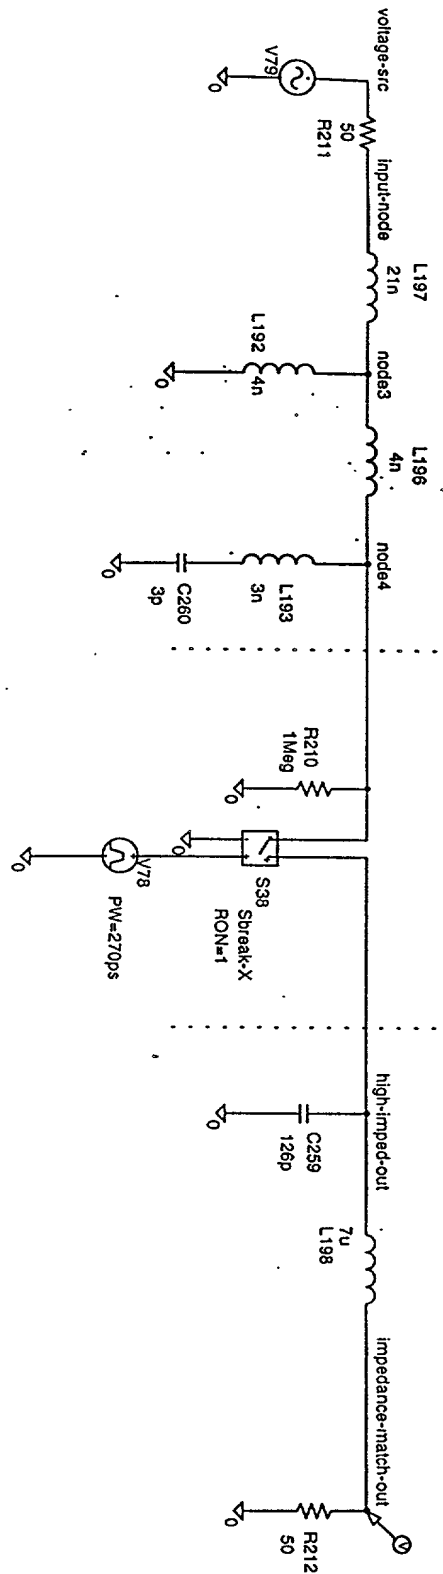 voltage-src
V79
0
50
R211
input-node
L197
21n
L192
4n
0
node3
L196
4n
node4
L193
3n
C260
3p
0
R210
1Meg
0
0
S38
Sbreak-X
RON=1
V78
PW=270ps
0
high-imped-out
C259
126p
0
7u
L198
impedance-match-out
R212
50
0
V